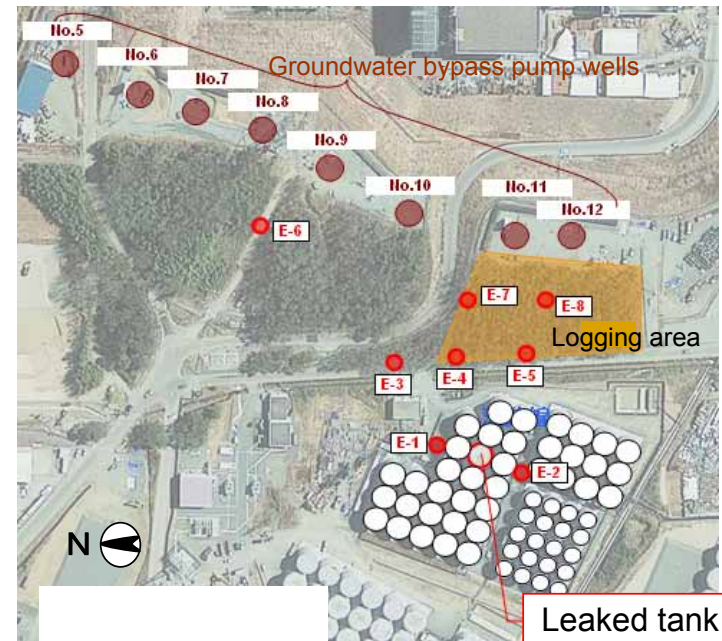 No.5
No.6
No.7
No.8
Groundwater bypass pump wells
No.9
No.10
No.11
No.12
E-6
E-7
E-8
Logging area
E-3
E-4
E-5
E-1
E-2
N
Leaked tank